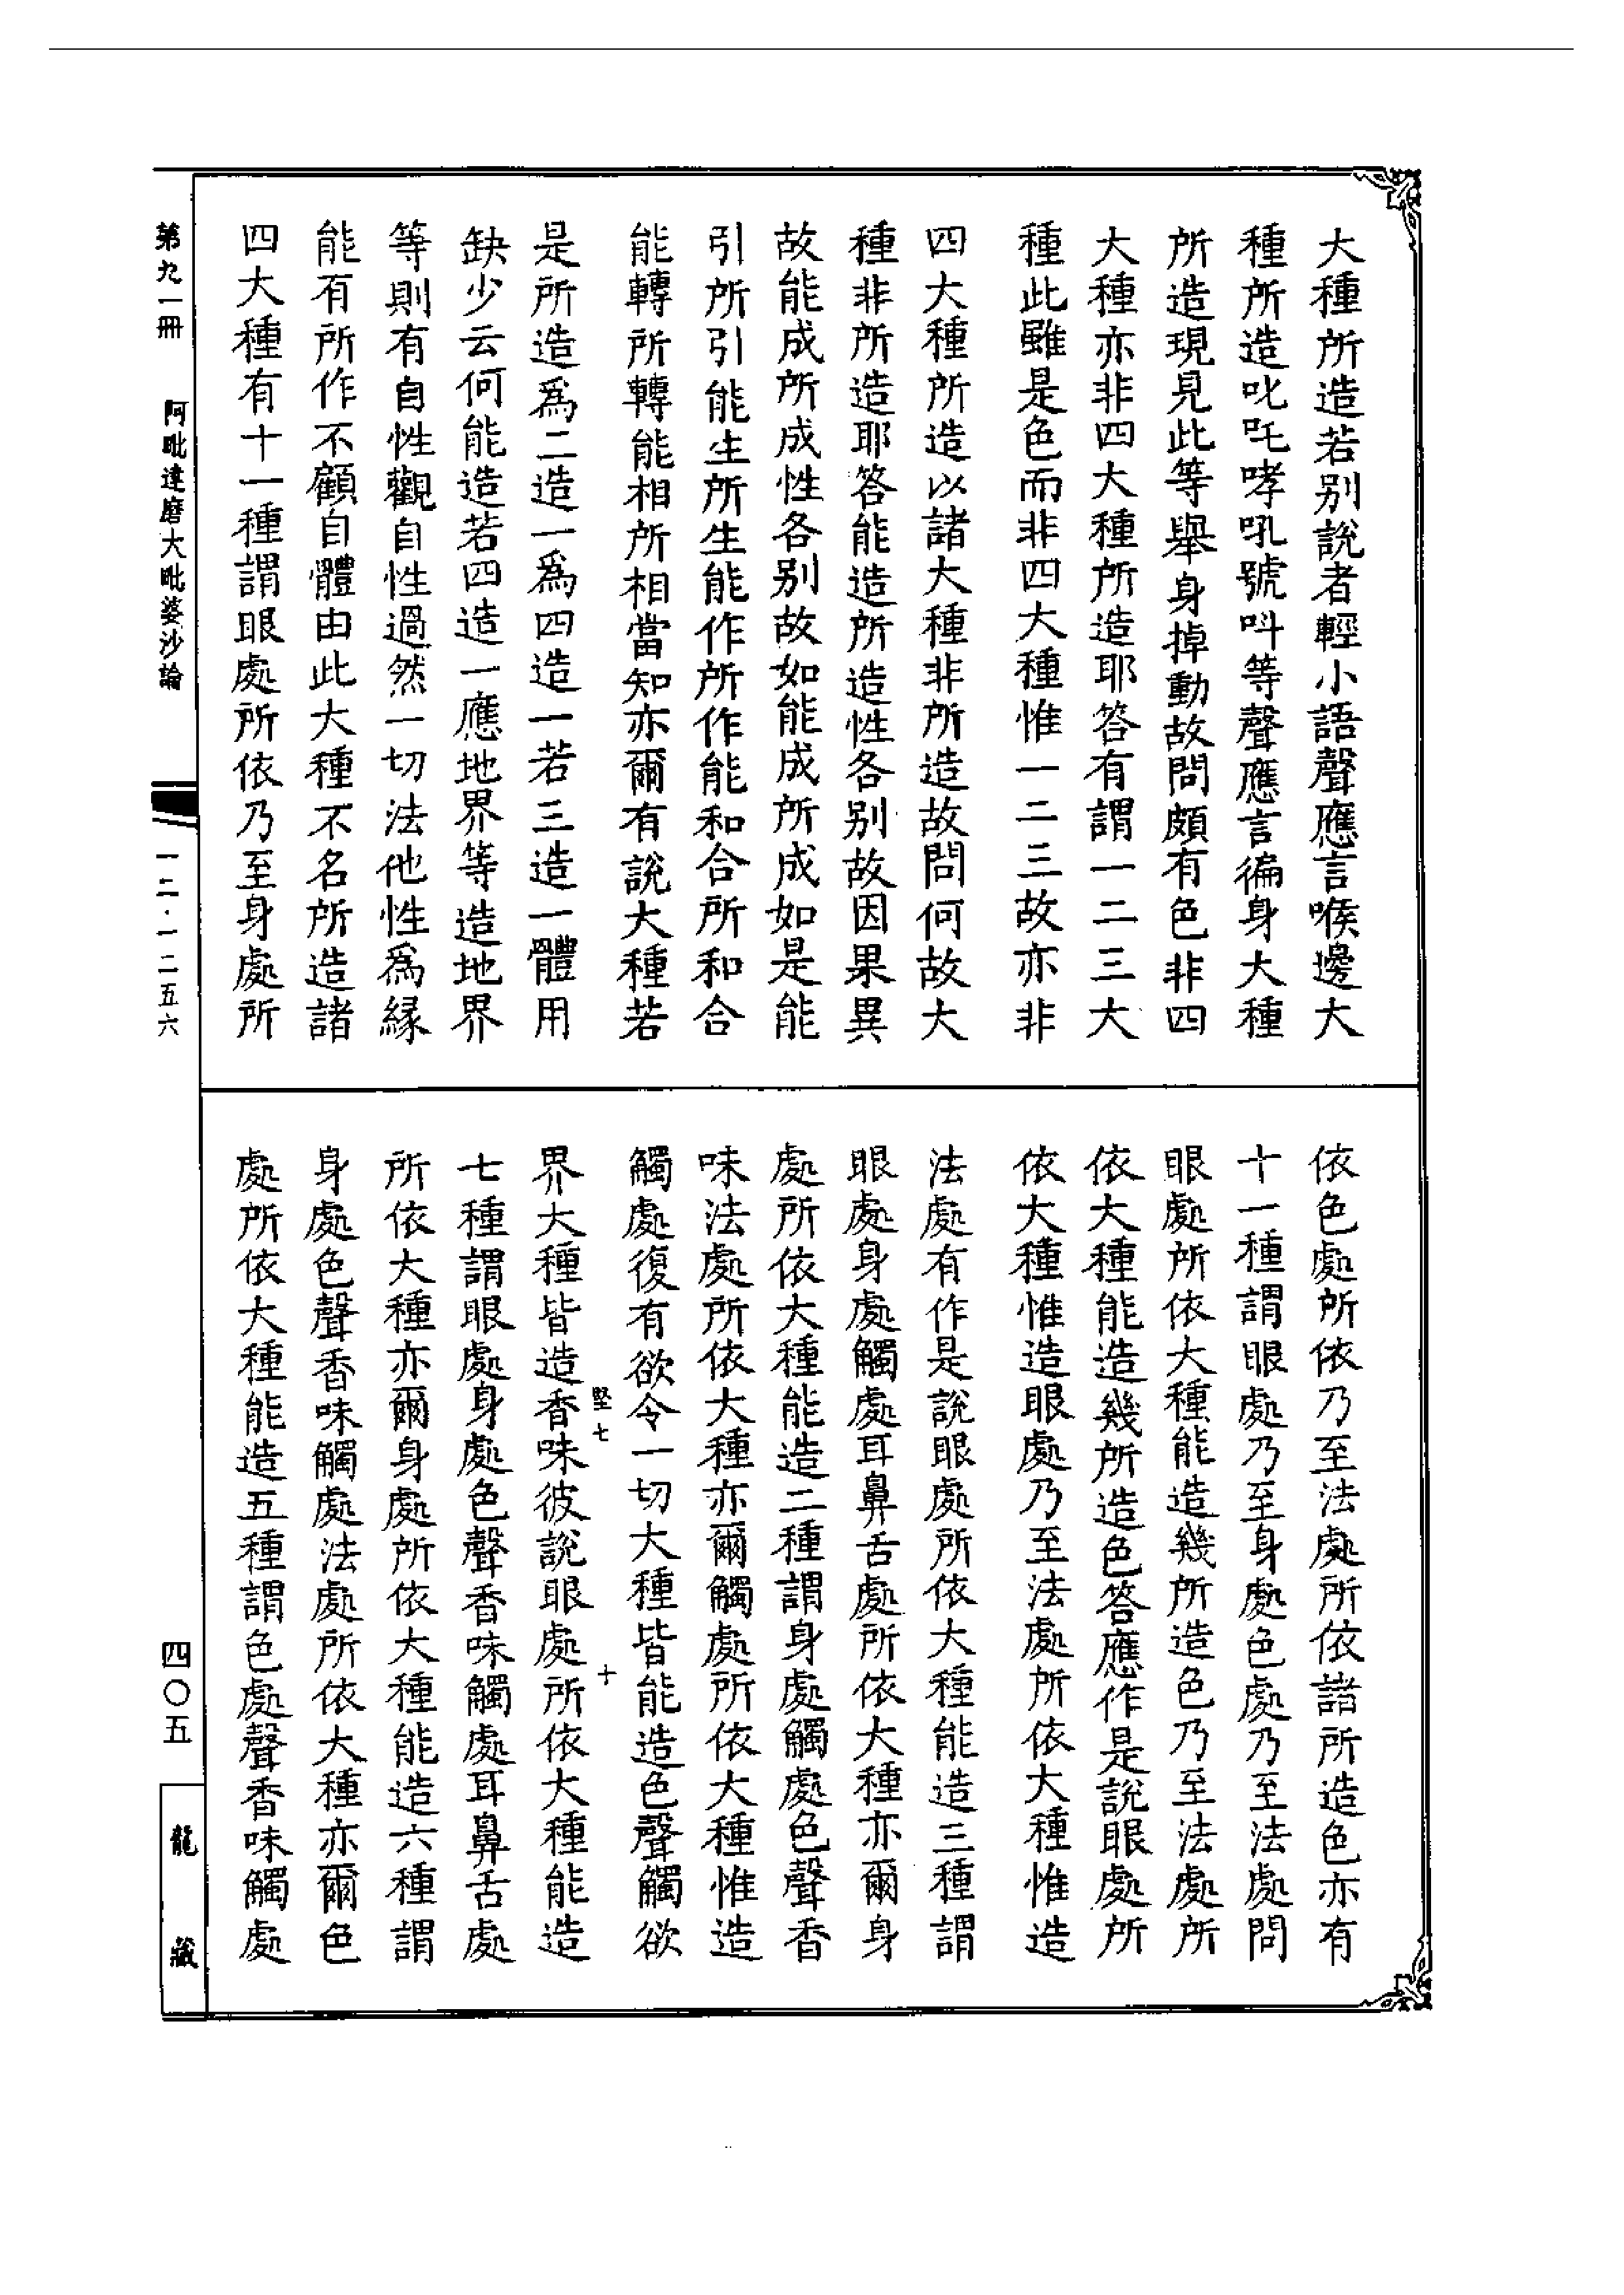 大種所造若別說者輕小語聲應言喉邊大
種所造叱吒哮吼號呌等聲應言徧身大種
所造現見此等舉身掉動故問頗有色非四
大種亦非四大種所造耶答有謂一二三大
種此雖是色而非四大種惟一二三故亦非
四大種所造以諸大種非所造故問何故大
種非所造耶答能造所造性各別故因果異
故能成所成性各別故如能成所成如是能
引所引能生所生能作所作能和合所和合
能轉所轉能相所相當知亦爾有說大種若
是所造爲二造一爲四造一若三造一體用
缺少云何能造若四造一應地界等造地界
等則有自性觀自性過然一切法他性爲縁
能有所作不顧自體由此大種不名所造諸
四大種有十一種謂眼處所依乃至身處所
依色處所依乃至法處所依諸所造色亦有
十一種謂眼處乃至身處色處乃至法處問
眼處所依大種能造幾所造色乃至法處所
依大種能造幾所造色答應作是說眼處所
依大種惟造眼處乃至法處所依大種惟造
法處有作是說眼處所依大種能造三種謂
眼處身處觸處耳鼻舌處所依大種亦爾身
處所依大種能造二種謂身處觸處色聲香
味法處所依大種亦爾觸處所依大種惟造
觸處復有欲令一切大種皆能造色聲觸欲
界大種皆造香味彼說眼處所依大種能造
七種謂眼處身處色聲香味觸處耳鼻舌處
所依大種亦爾身處所依大種能造六種謂
身處色聲香味觸處法處所依大種亦爾色
處所依大種能造五種謂色處聲香味觸處
堅七
十
第九一冊 阿毗達磨大毗婆沙論
一二·一二五六
四〇五
龍藏